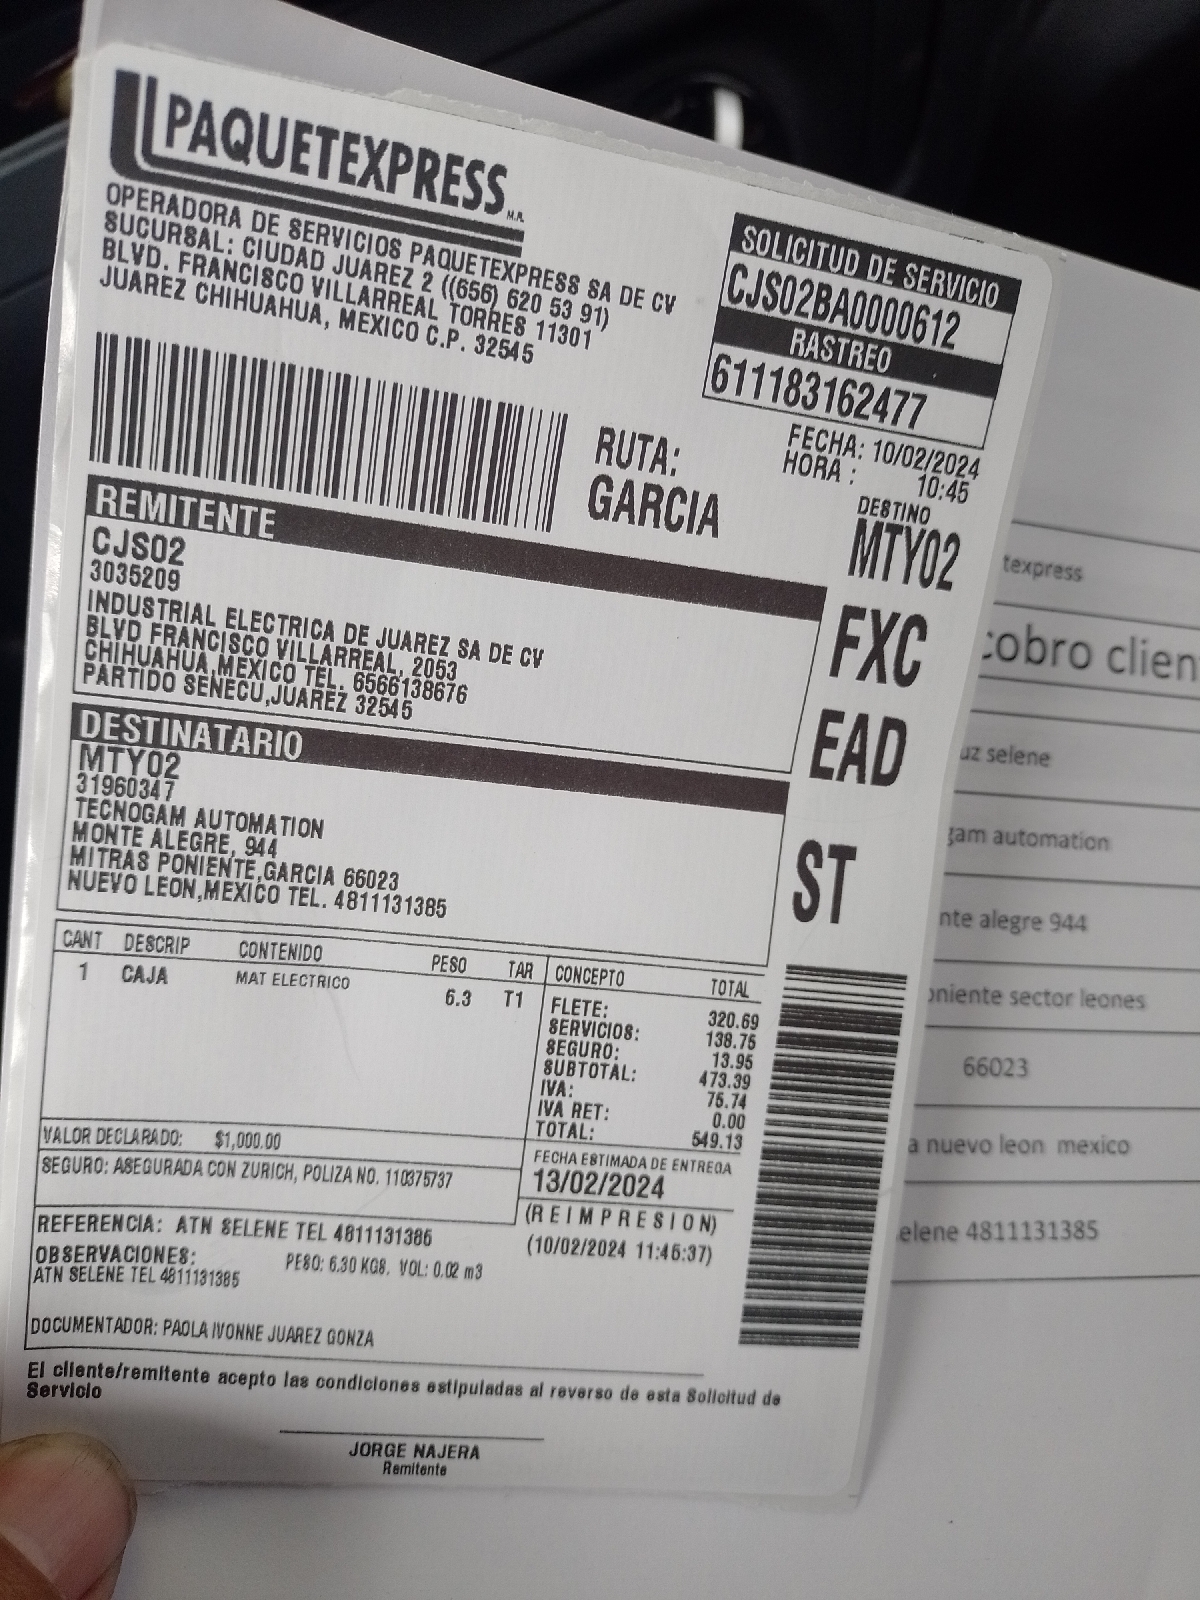 PAQUETEXPRESS M.R.
OPERADORA DE SERVICIOS PAQUETEXPRESS SA DE CV
SUCURSAL: CIUDAD JUAREZ 2 ((656) 620 53 91)
BLVD. FRANCISCO VILLARREAL TORRES 11301
JUAREZ CHIHUAHUA, MEXICO C.P. 32545
SOLICITUD DE SERVICIO
CJS02BA0000612
RASTREO
611183162477
FECHA: 10/02/2024
HORA : 10:45
RUTA:
GARCIA
DESTINO
MTY02
FXC
EAD
ST
REMITENTE
CJS02
3035209
INDUSTRIAL ELECTRICA DE JUAREZ SA DE CV
BLVD FRANCISCO VILLARREAL, 2053
CHIHUAHUA,MEXICO TEL. 6566138676
PARTIDO SENECU,JUAREZ 32545
DESTINATARIO
MTY02
31960347
TECNOGAM AUTOMATION
MONTE ALEGRE, 944
MITRAS PONIENTE,GARCIA 66023
NUEVO LEON,MEXICO TEL. 4811131385
CANT DESCRIP CONTENIDO PESO TAR
1 CAJA MAT ELECTRICO 6.3 T1
CONCEPTO TOTAL
FLETE: 320.69
SERVICIOS: 138.75
SEGURO: 13.95
SUBTOTAL: 473.39
IVA: 75.74
IVA RET: 0.00
TOTAL: 549.13
VALOR DECLARADO: $1,000.00
SEGURO: ASEGURADA CON ZURICH, POLIZA NO. 110375737
FECHA ESTIMADA DE ENTREGA
13/02/2024
(REIMPRESION)
(10/02/2024 11:45:37)
REFERENCIA: ATN SELENE TEL 4811131385
OBSERVACIONES: PESO: 6.30 KGS. VOL: 0.02 m3
ATN SELENE TEL 4811131385
DOCUMENTADOR: PAOLA IVONNE JUAREZ GONZA
El cliente/remitente acepto las condiciones estipuladas al reverso de esta Solicitud de
Servicio
JORGE NAJERA
Remitente
texpress
cobro clien
uz selene
gam automation
nte alegre 944
oniente sector leones
66023
a nuevo leon mexico
elene 4811131385